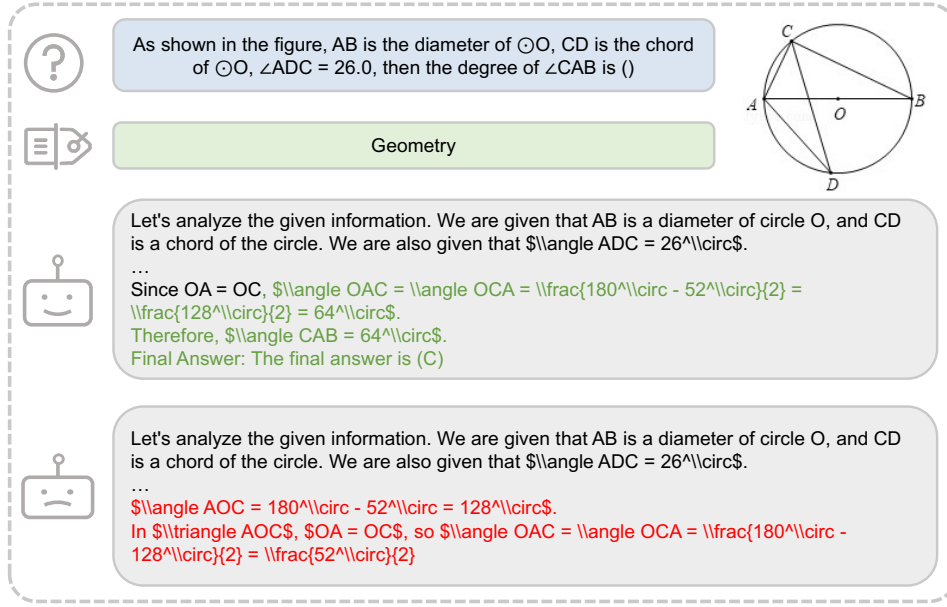 As shown in the figure, AB is the diameter of ⊙O, CD is the chord
of ⊙O, ∠ADC = 26.0, then the degree of ∠CAB is ()
C
A
B
O
D
Geometry
Let's analyze the given information. We are given that AB is a diameter of circle O, and CD
is a chord of the circle. We are also given that $\\angle ADC = 26^\\circ$.
…
Since OA = OC, $\\angle OAC = \\angle OCA = \\frac{180^\\circ - 52^\\circ}{2} =
\\frac{128^\\circ}{2} = 64^\\circ$.
Therefore, $\\angle CAB = 64^\\circ$.
Final Answer: The final answer is (C)
Let's analyze the given information. We are given that AB is a diameter of circle O, and CD
is a chord of the circle. We are also given that $\\angle ADC = 26^\\circ$.
…
$\\angle AOC = 180^\\circ - 52^\\circ = 128^\\circ$.
In $\\triangle AOC$, $OA = OC$, so $\\angle OAC = \\angle OCA = \\frac{180^\\circ -
128^\\circ}{2} = \\frac{52^\\circ}{2}